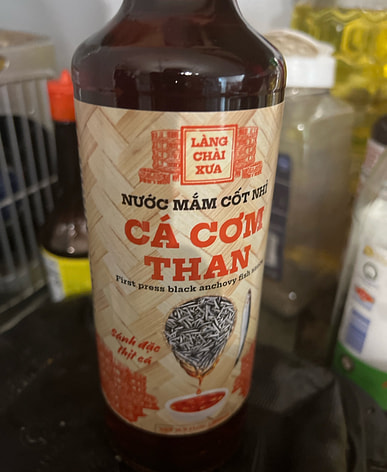 LÀNG
CHÀI
XƯA
NƯỚC MẮM CỐT NHỈ
CÁ CƠM
THAN
First press black anchovy fish
Sánh đặc
thịt cá